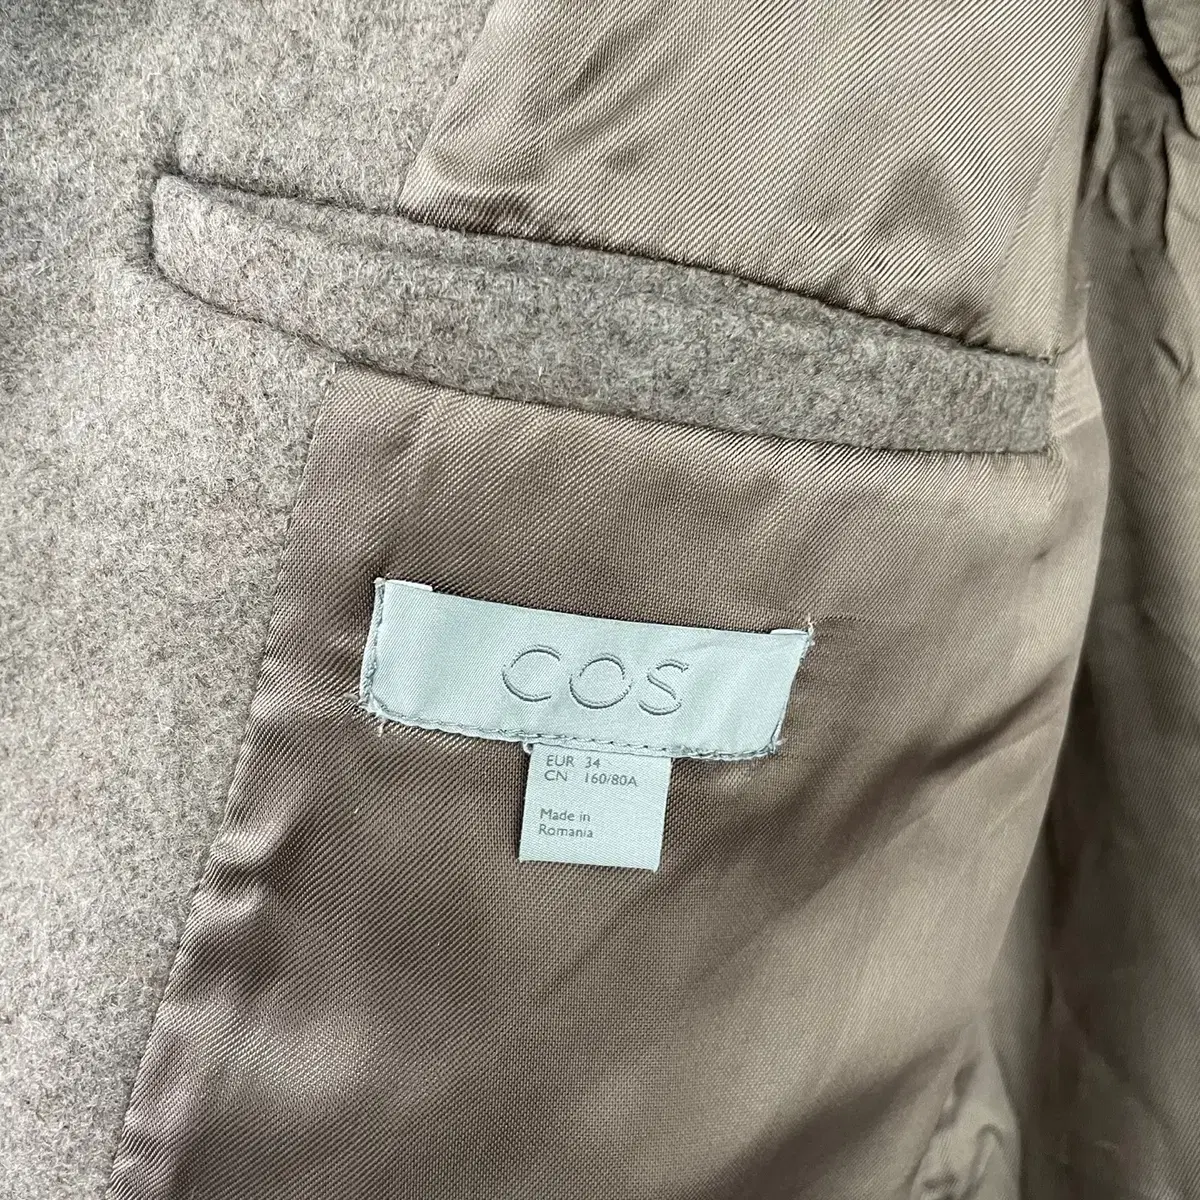 COS
EUR 34
CN 160/80A
Made in
Romania